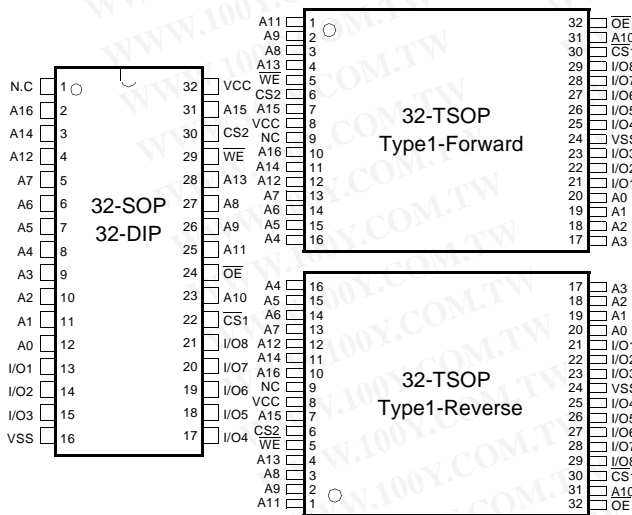 N.C 1 32 VCC
A16 2 31 A15
A14 3 30 CS2
A12 4 29 W̅E̅
A7 5 28 A13
A6 6 27 A8
A5 7 26 A9
A4 8 25 A11
A3 9 24 O̅E̅
A2 10 23 A10
A1 11 22 C̅S̅1̅
A0 12 21 I/O8
I/O1 13 20 I/O7
I/O2 14 19 I/O6
I/O3 15 18 I/O5
VSS 16 17 I/O4
32-SOP
32-DIP
A11 1 32 O̅E̅
A9 2 31 A10
A8 3 30 C̅S̅1̅
A13 4 29 I/O8
W̅E̅ 5 28 I/O7
CS2 6 27 I/O6
A15 7 26 I/O5
VCC 8 25 I/O4
NC 9 24 VSS
A16 10 23 I/O3
A14 11 22 I/O2
A12 12 21 I/O1
A7 13 20 A0
A6 14 19 A1
A5 15 18 A2
A4 16 17 A3
32-TSOP
Type1-Forward
A4 16 17 A3
A5 15 18 A2
A6 14 19 A1
A7 13 20 A0
A12 12 21 I/O1
A14 11 22 I/O2
A16 10 23 I/O3
NC 9 24 VSS
VCC 8 25 I/O4
A15 7 26 I/O5
CS2 6 27 I/O6
W̅E̅ 5 28 I/O7
A13 4 29 I/O8
A8 3 30 C̅S̅1̅
A9 2 31 A10
A11 1 32 O̅E̅
32-TSOP
Type1-Reverse
WWW.100Y.COM.TW